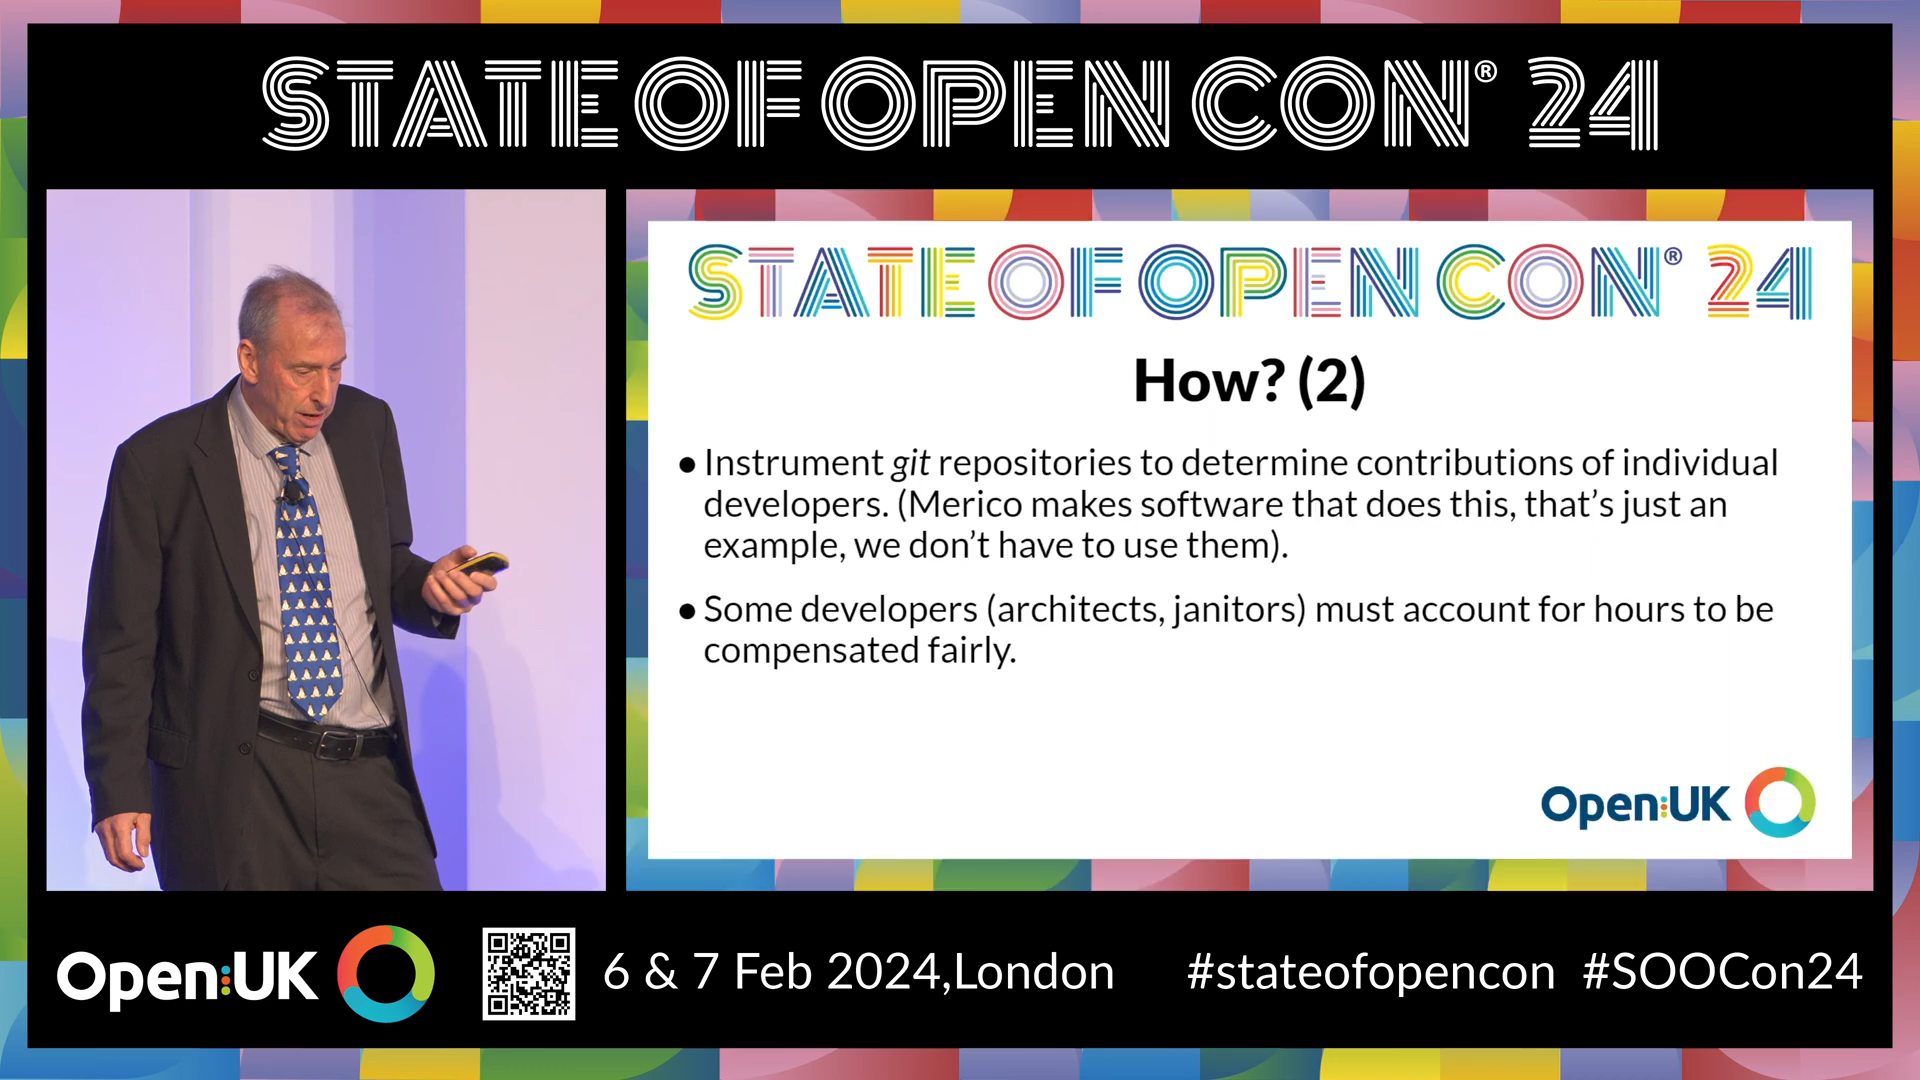 STATE OF OPEN CON® 24
STATE OF OPEN CON® 24
How? (2)
● Instrument git repositories to determine contributions of individual
developers. (Merico makes software that does this, that’s just an
example, we don’t have to use them).
● Some developers (architects, janitors) must account for hours to be
compensated fairly.
Open:UK
Open:UK
6 & 7 Feb 2024,London
#stateofopencon #SOOCon24